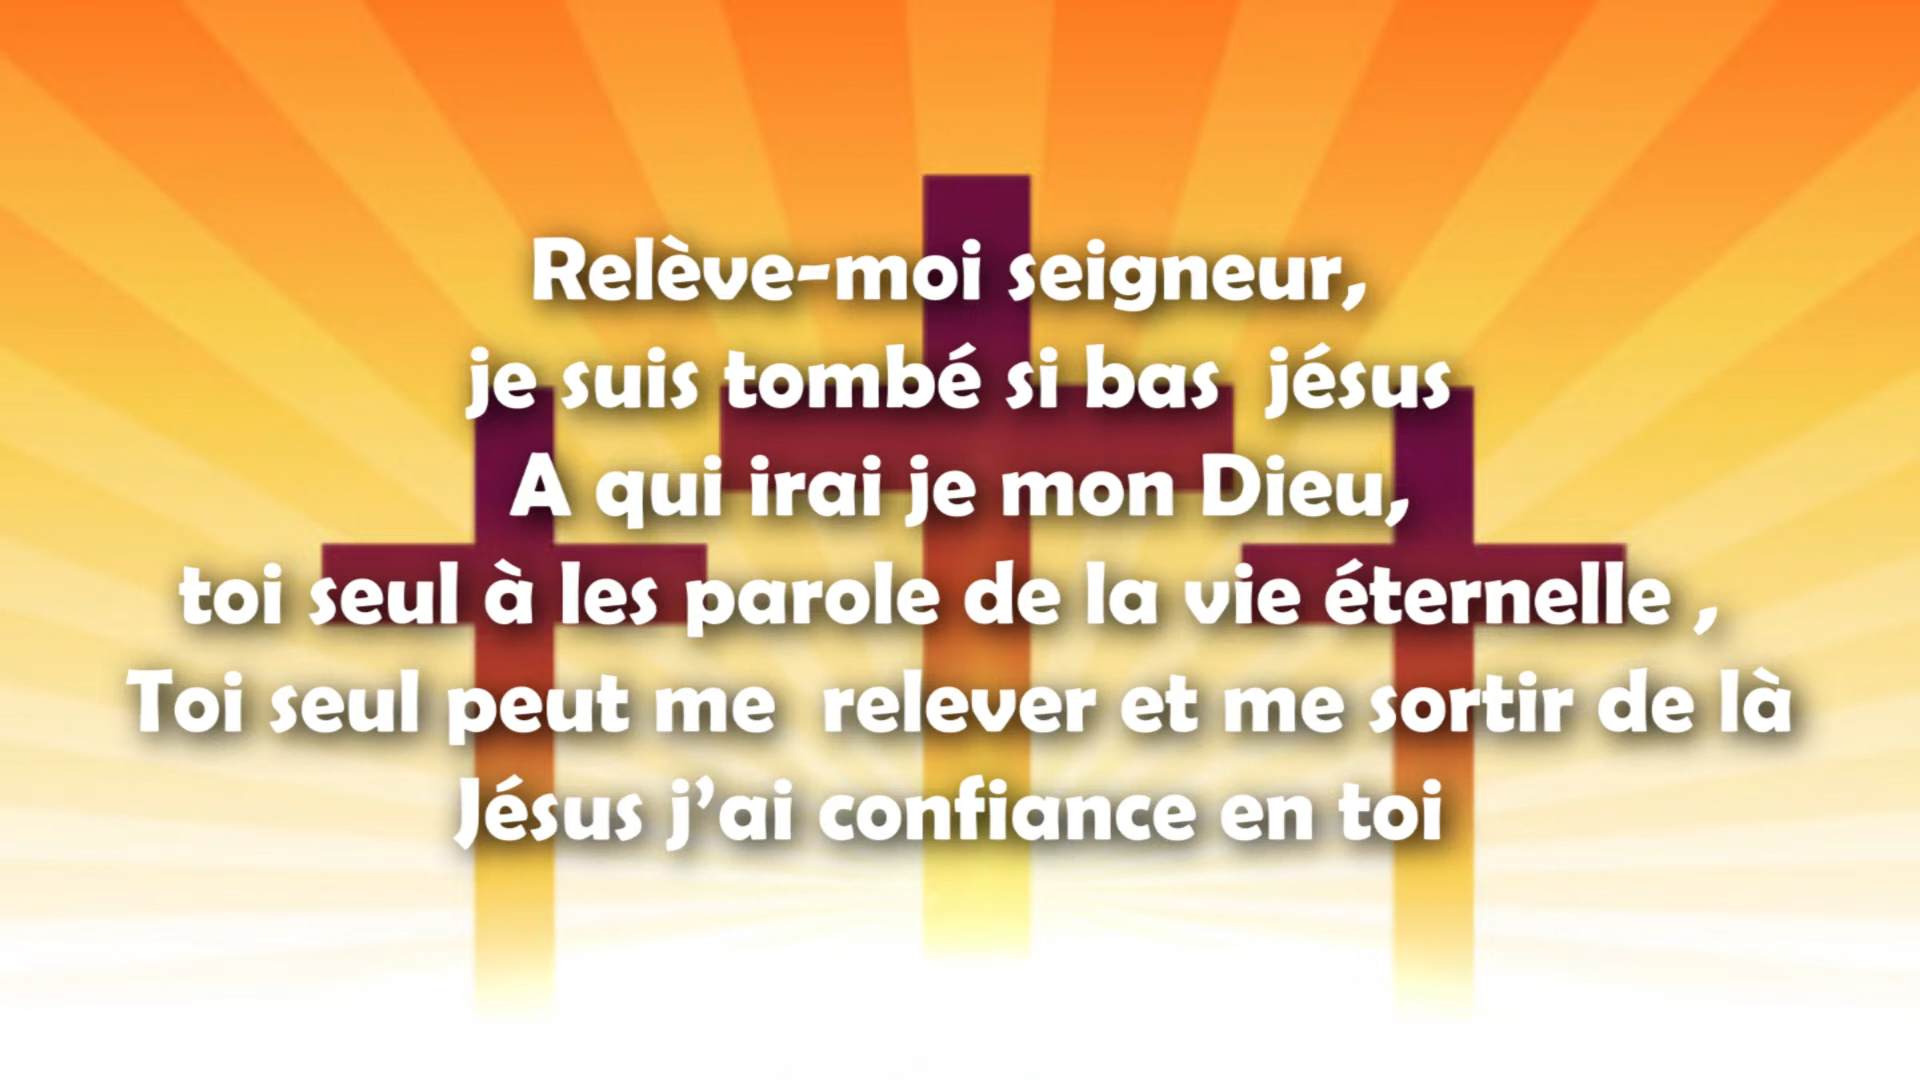 Relève-moi seigneur,
je suis tombé si bas  jésus
A qui irai je mon Dieu,
toi seul à les parole de la vie éternelle ,
Toi seul peut me  relever et me sortir de là
Jésus j’ai confiance en toi